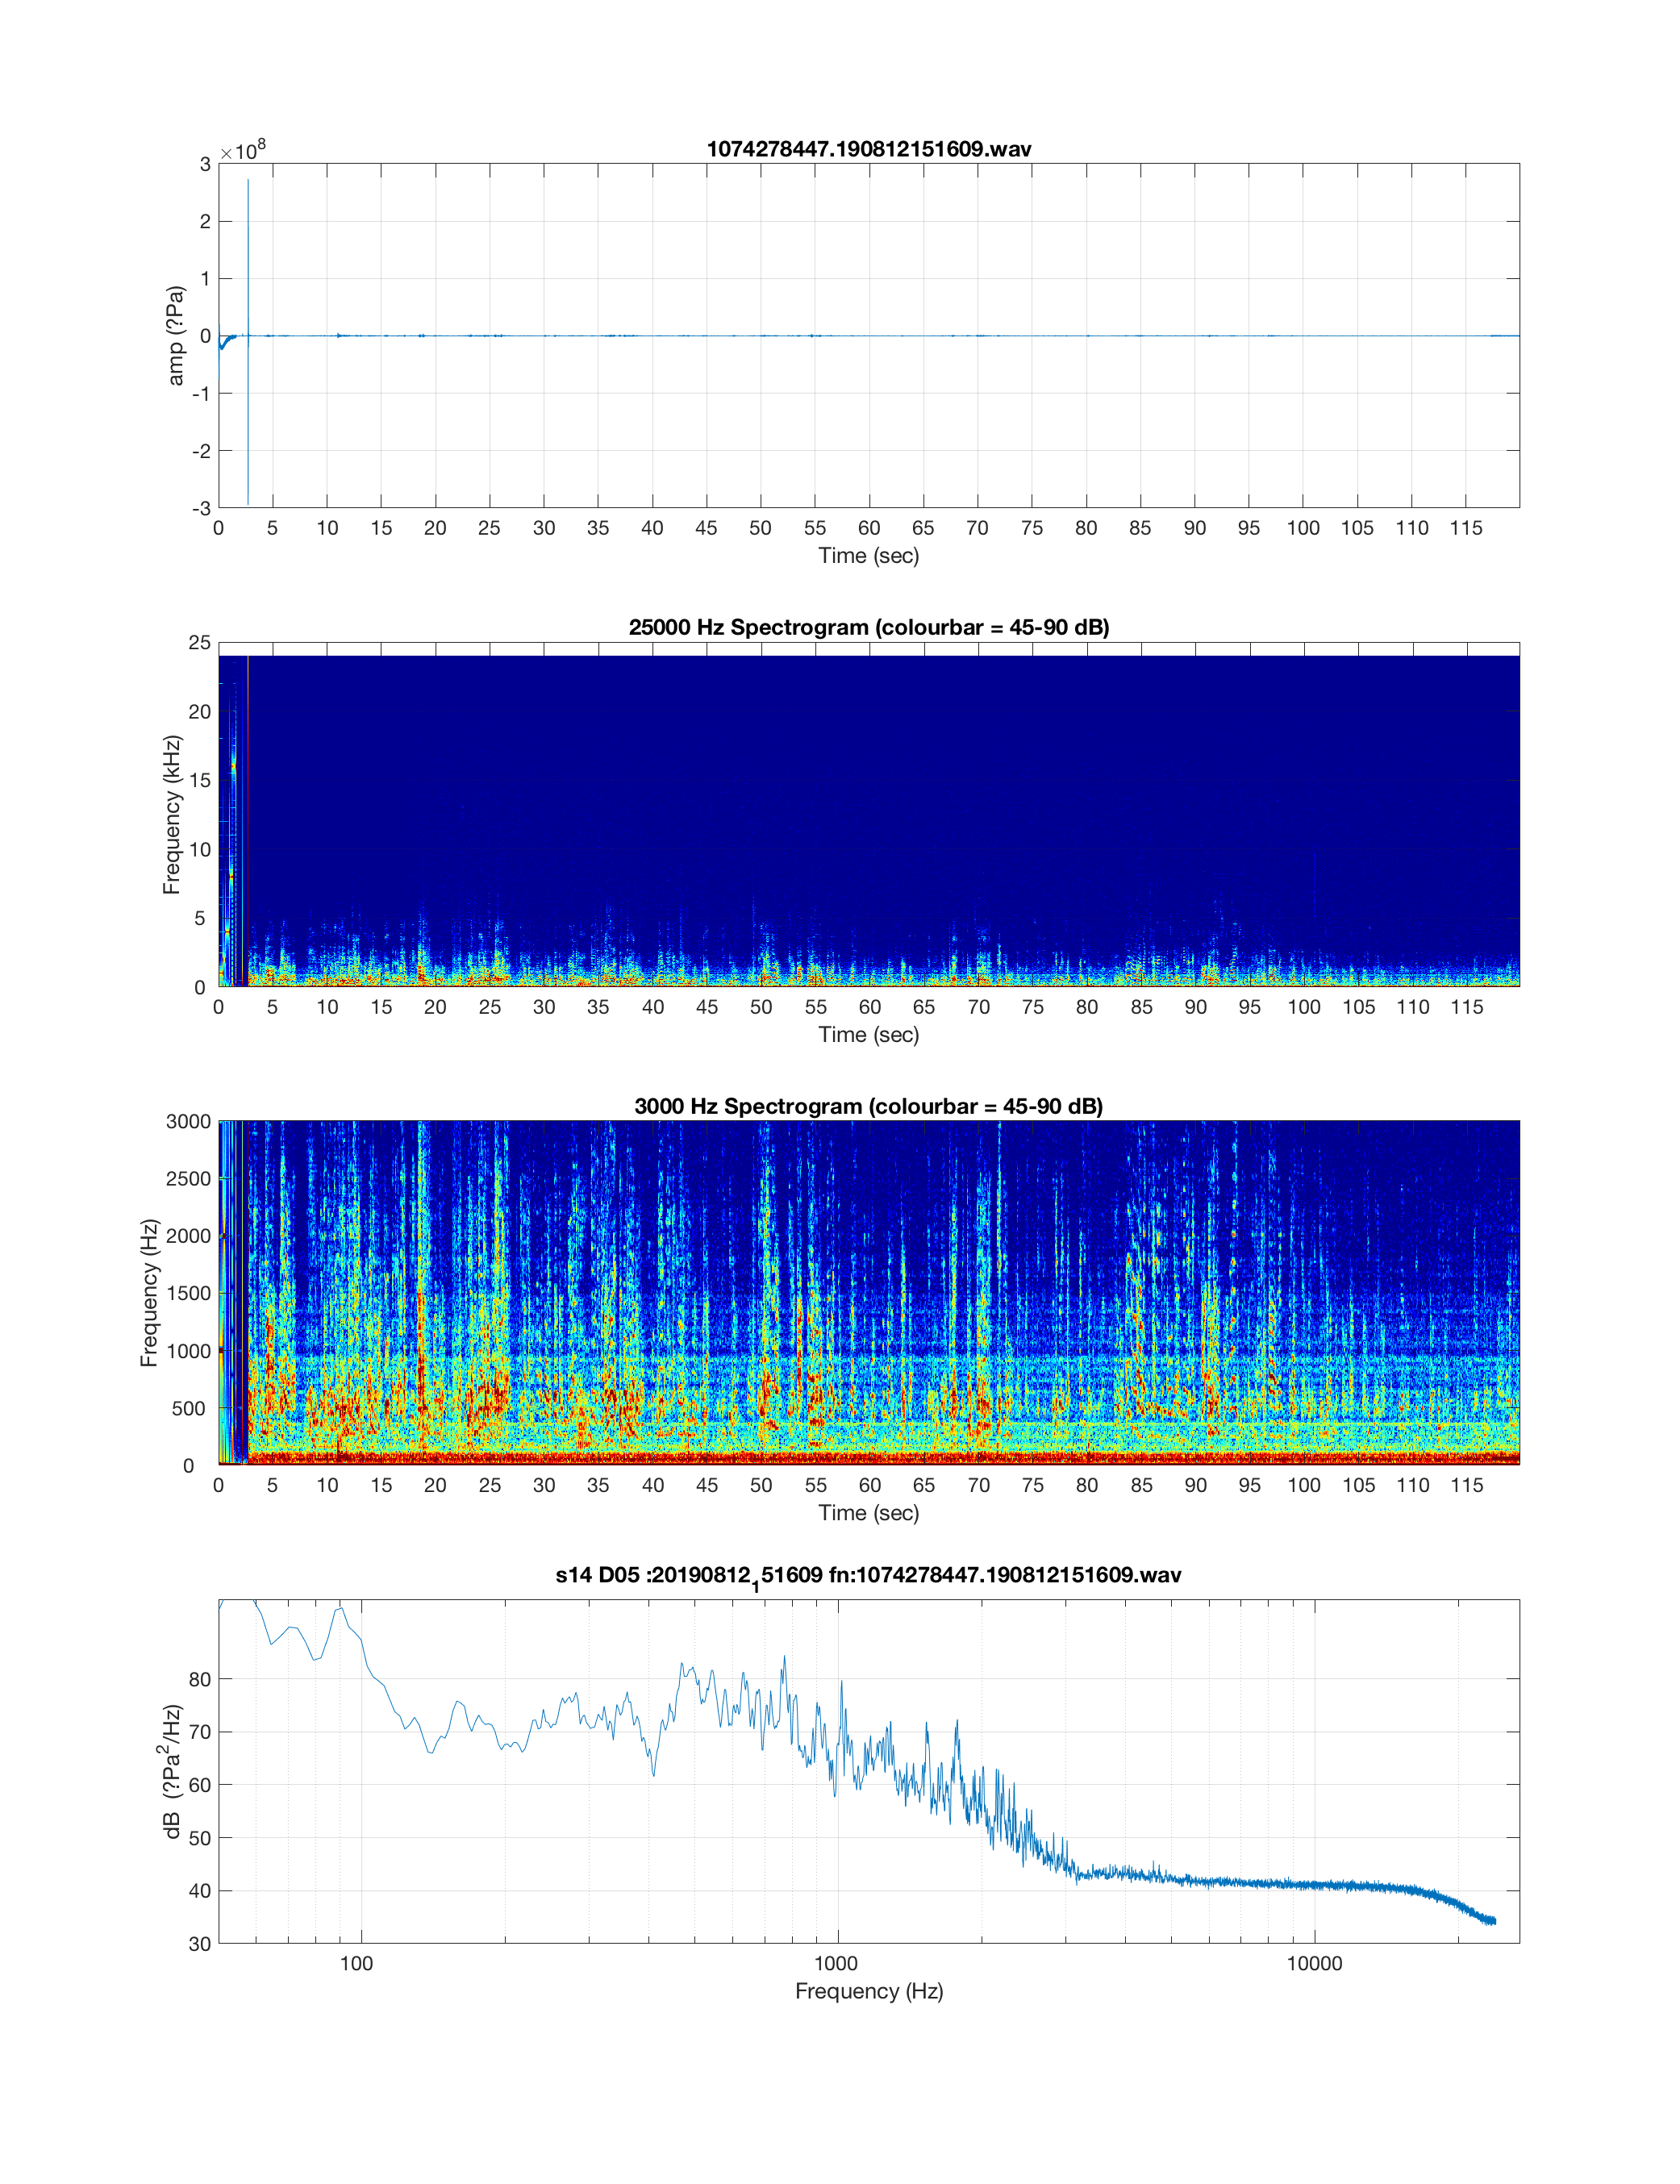 1074278447.190812151609.wav
×10^8
3
2
1
0
-1
-2
-3
amp (?Pa)
0 5 10 15 20 25 30 35 40 45 50 55 60 65 70 75 80 85 90 95 100 105 110 115
Time (sec)
25000 Hz Spectrogram (colourbar = 45-90 dB)
25
20
15
10
5
0
Frequency (kHz)
0 5 10 15 20 25 30 35 40 45 50 55 60 65 70 75 80 85 90 95 100 105 110 115
Time (sec)
3000 Hz Spectrogram (colourbar = 45-90 dB)
3000
2500
2000
1500
1000
500
0
Frequency (Hz)
0 5 10 15 20 25 30 35 40 45 50 55 60 65 70 75 80 85 90 95 100 105 110 115
Time (sec)
s14 D05 :20190812_151609 fn:1074278447.190812151609.wav
80
70
60
50
40
30
dB (?Pa^2/Hz)
100 1000 10000
Frequency (Hz)